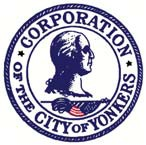 CORPORATION
OF THE CITY OF YONKERS